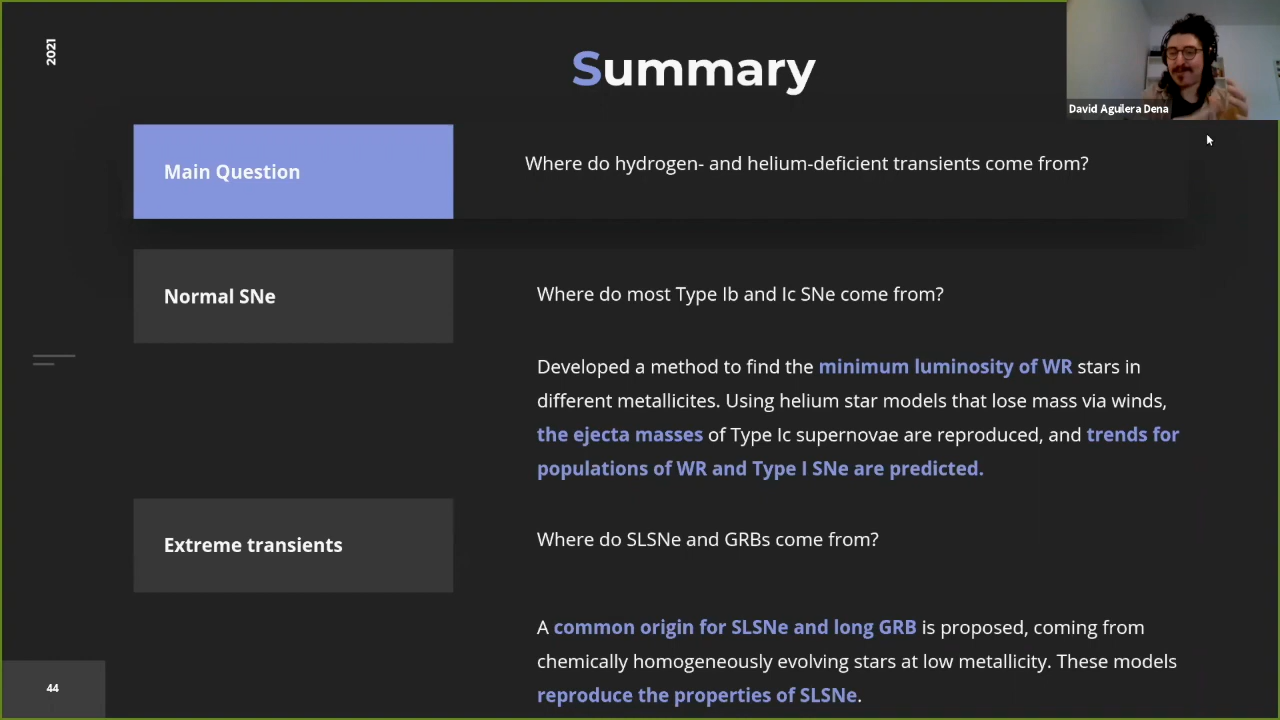 2021
Summary
David Aguilera Dena
Main Question
Where do hydrogen- and helium-deficient transients come from?
Normal SNe
Where do most Type Ib and Ic SNe come from?
Developed a method to find the minimum luminosity of WR stars in
different metallicites. Using helium star models that lose mass via winds,
the ejecta masses of Type Ic supernovae are reproduced, and trends for
populations of WR and Type I SNe are predicted.
Extreme transients
Where do SLSNe and GRBs come from?
A common origin for SLSNe and long GRB is proposed, coming from
chemically homogeneously evolving stars at low metallicity. These models
reproduce the properties of SLSNe.
44